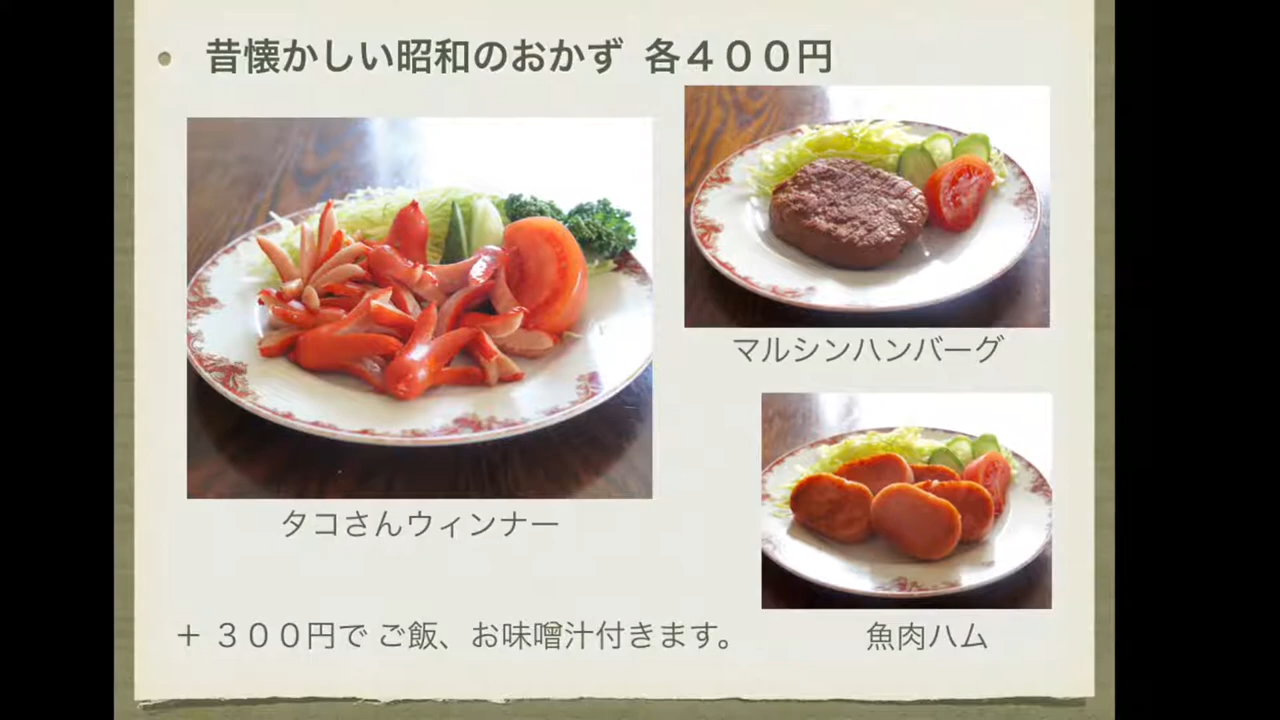 • 昔懐かしい昭和のおかず 各４００円
マルシンハンバーグ
タコさんウィンナー
＋３００円で ご飯、お味噌汁付きます。
魚肉ハム